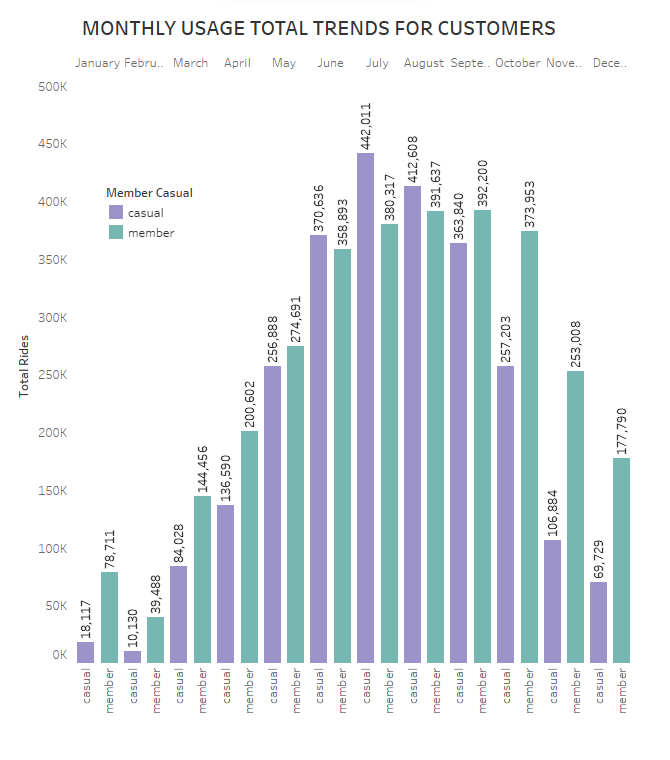 MONTHLY USAGE TOTAL TRENDS FOR CUSTOMERS
January Febru.. March April May June July August Septe.. October Nove.. Dece..
500K
450K
400K
350K
300K
250K
200K
150K
100K
50K
0K
Total Rides
Member Casual
casual
member
18,117
78,711
10,130
39,488
84,028
144,456
136,590
200,602
256,888
274,691
370,636
358,893
442,011
380,317
412,608
391,637
363,840
392,200
257,203
373,953
106,884
253,008
69,729
177,790
casual member casual member casual member casual member casual member casual member casual member casual member casual member casual member casual member casual member